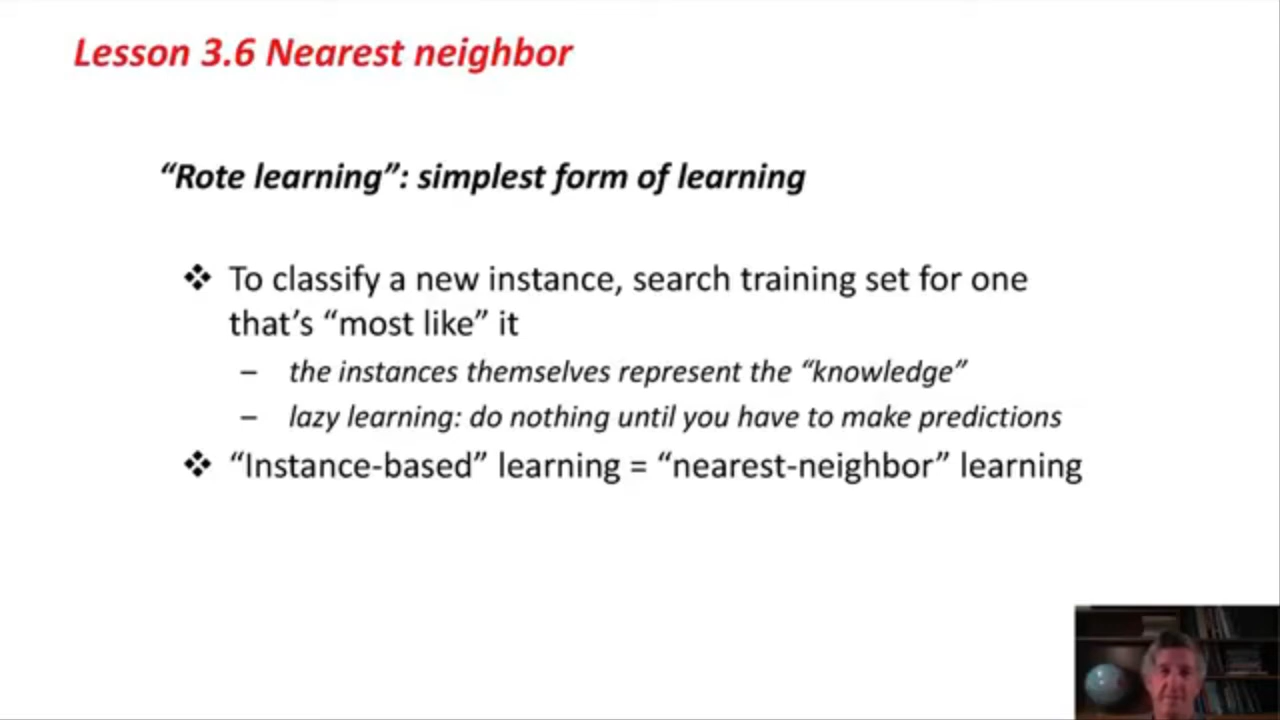 Lesson 3.6 Nearest neighbor
“Rote learning”: simplest form of learning
❖ To classify a new instance, search training set for one
that’s “most like” it
– the instances themselves represent the “knowledge”
– lazy learning: do nothing until you have to make predictions
❖ “Instance-based” learning = “nearest-neighbor” learning